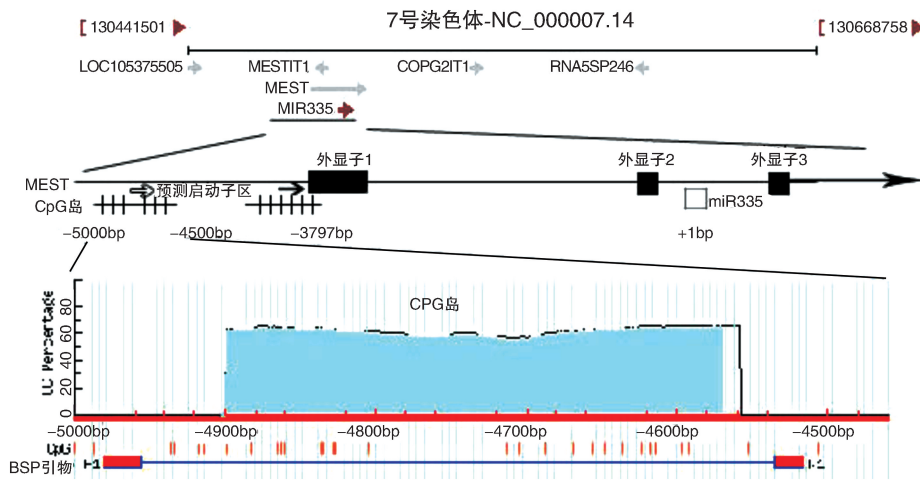 7号染色体-NC_000007.14
[130441501
[130668758
LOC105375505
MESTIT1
COPG2IT1
RNA5SP246
MEST
MIR335
外显子1
外显子2
外显子3
MEST
预测启动子区
miR335
CpG岛
−5000bp
−4500bp
−3797bp
+1bp
CPG岛
Percentage
80
60
40
20
0
−5000bp
−4900bp
−4800bp
−4700bp
−4600bp
−4500bp
CpG
BSP引物